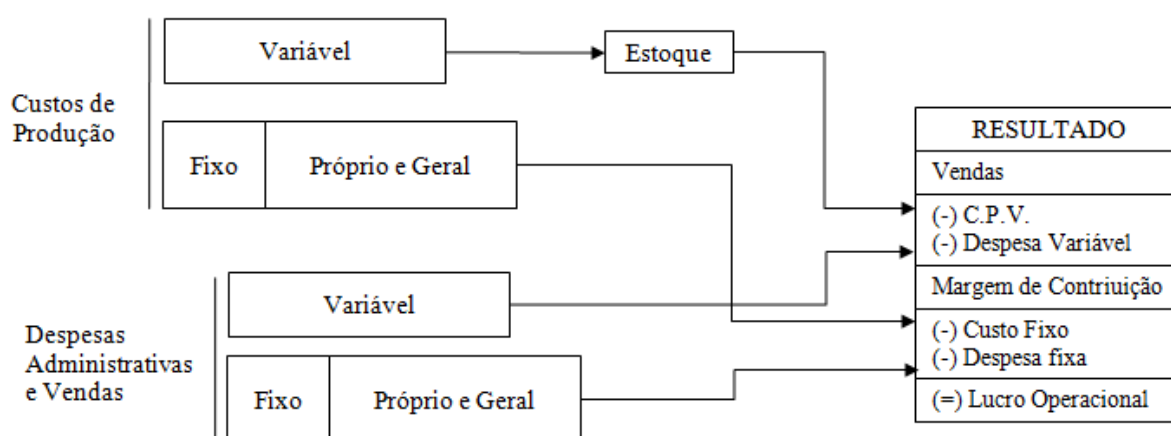 Variável
Estoque
Custos de
Produção
Fixo
Próprio e Geral
RESULTADO
Vendas
(-) C.P.V.
(-) Despesa Variável
Margem de Contriuição
(-) Custo Fixo
(-) Despesa fixa
(=) Lucro Operacional
Variável
Despesas
Administrativas
e Vendas
Fixo
Próprio e Geral